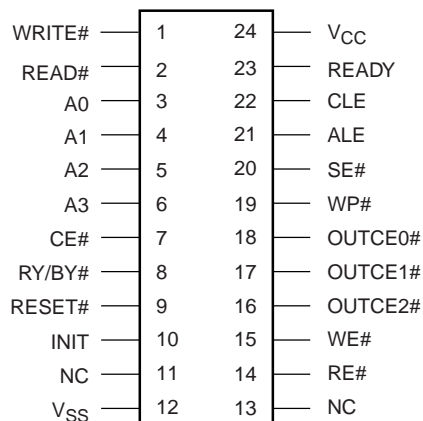 WRITE# 1 24 VCC
READ# 2 23 READY
A0 3 22 CLE
A1 4 21 ALE
A2 5 20 SE#
A3 6 19 WP#
CE# 7 18 OUTCE0#
RY/BY# 8 17 OUTCE1#
RESET# 9 16 OUTCE2#
INIT 10 15 WE#
NC 11 14 RE#
VSS 12 13 NC